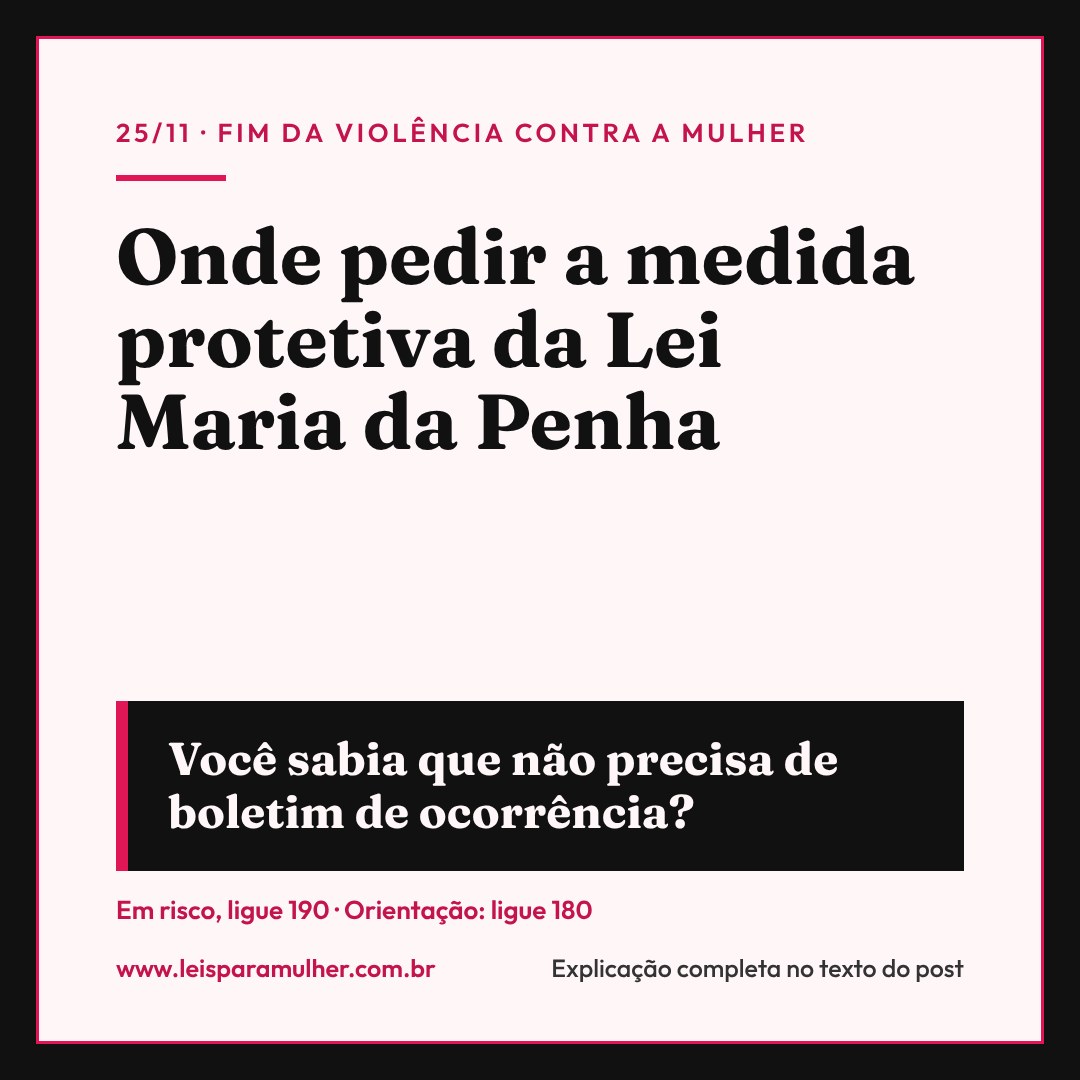 25/11 · FIM DA VIOLÊNCIA CONTRA A MULHER
Onde pedir a medida
protetiva da Lei
Maria da Penha
Você sabia que não precisa de
boletim de ocorrência?
Em risco, ligue 190 · Orientação: ligue 180
www.leisparamulher.com.br
Explicação completa no texto do post